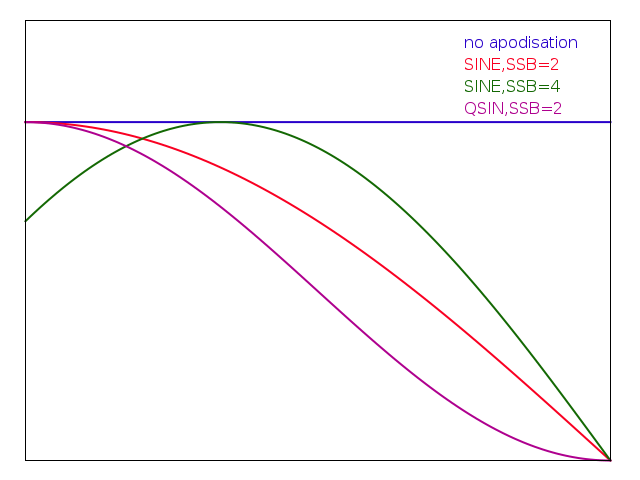 no apodisation
SINE,SSB=2
SINE,SSB=4
QSIN,SSB=2